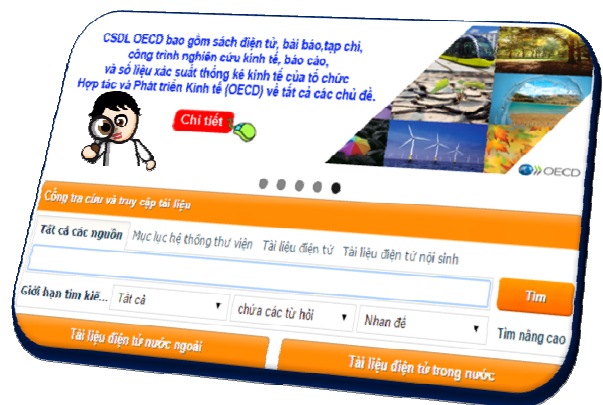 CSDL OECD bao gồm sách điện tử, bài báo,tạp chí,
công trình nghiên cứu kinh tế, báo cáo,
và số liệu xác suất thống kê kinh tế của tổ chức
Hợp tác và Phát triển Kinh tế (OECD) về tất cả các chủ đề.
Chi tiết
OECD
Cổng tra cứu và truy cập tài liệu
Tất cả các nguồn Mục lục hệ thống thư viện Tài liệu điện tử Tài liệu điện tử nội sinh
Tìm
Giới hạn tìm kiế... Tất cả chứa các từ hỏi Nhan đề Tìm nâng cao
Tài liệu điện tử nước ngoài Tài liệu điện tử trong nước